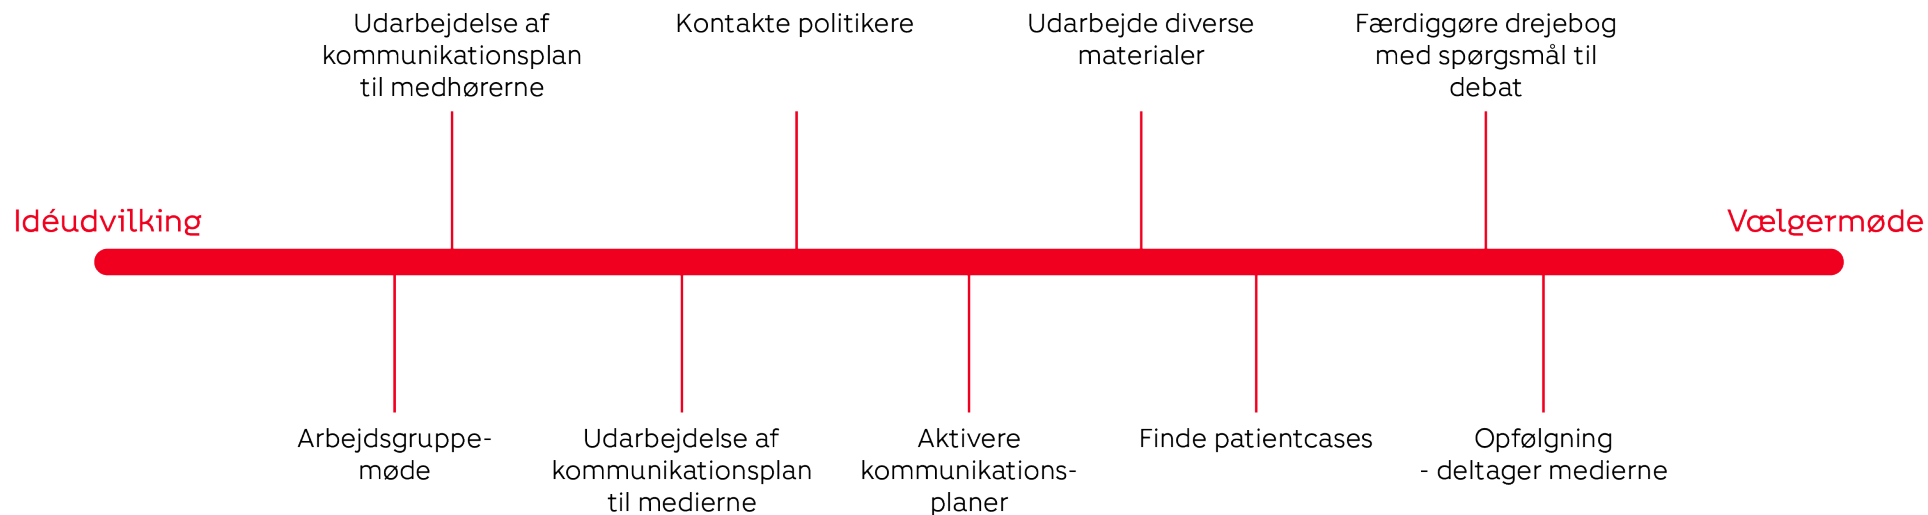 Udarbejdelse af
kommunikationsplan
til medhørerne
Kontakte politikere
Udarbejde diverse
materialer
Færdiggøre drejebog
med spørgsmål til
debat
Idéudvilking
Vælgermøde
Arbejdsgruppe-
møde
Udarbejdelse af
kommunikationsplan
til medierne
Aktivere
kommunikations-
planer
Finde patientcases
Opfølgning
- deltager medierne